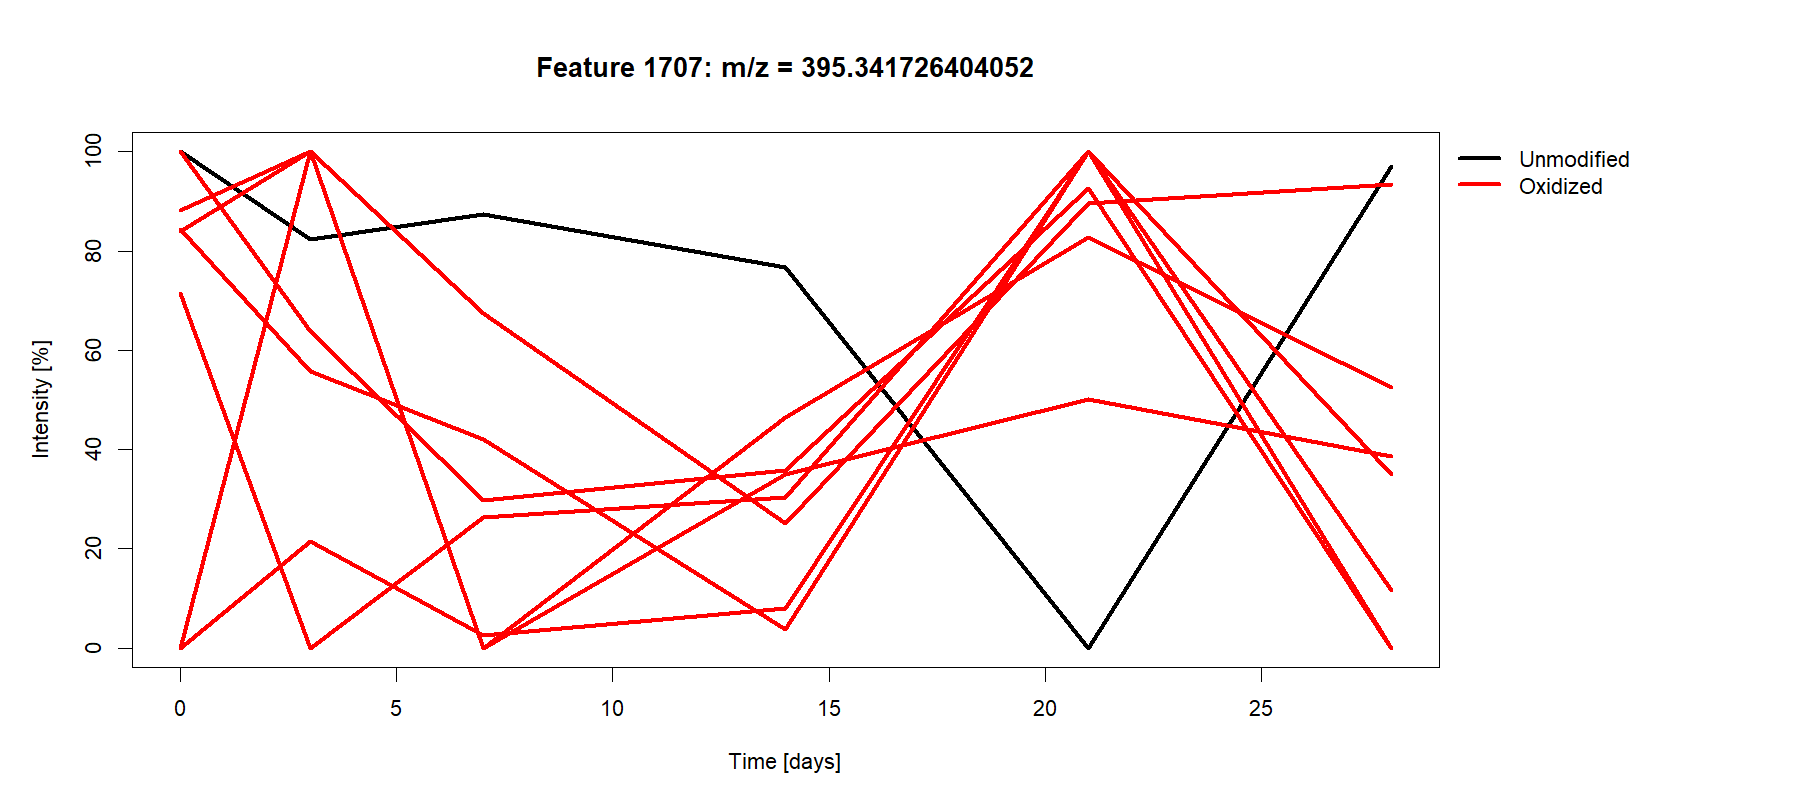 Feature 1707: m/z = 395.341726404052
Unmodified
Oxidized
Intensity [%]
100
80
60
40
20
0
0 5 10 15 20 25
Time [days]